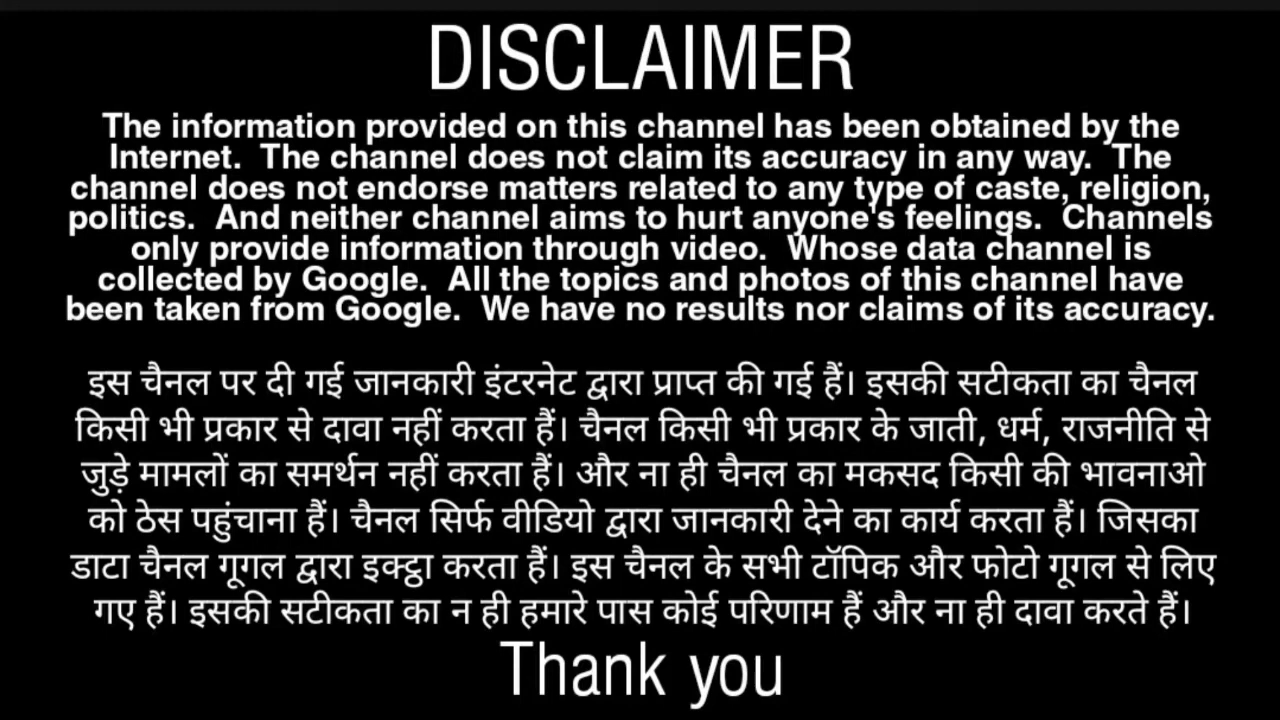 DISCLAIMER
The information provided on this channel has been obtained by the
Internet.  The channel does not claim its accuracy in any way.  The
channel does not endorse matters related to any type of caste, religion,
politics.  And neither channel aims to hurt anyone's feelings.  Channels
only provide information through video.  Whose data channel is
collected by Google.  All the topics and photos of this channel have
been taken from Google.  We have no results nor claims of its accuracy.
इस चैनल पर दी गई जानकारी इंटरनेट द्वारा प्राप्त की गई हैं। इसकी सटीकता का चैनल
किसी भी प्रकार से दावा नहीं करता हैं। चैनल किसी भी प्रकार के जाती, धर्म, राजनीति से
जुड़े मामलों का समर्थन नहीं करता हैं। और ना ही चैनल का मकसद किसी की भावनाओ
को ठेस पहुंचाना हैं। चैनल सिर्फ वीडियो द्वारा जानकारी देने का कार्य करता हैं। जिसका
डाटा चैनल गूगल द्वारा इक्ट्ठा करता हैं। इस चैनल के सभी टॉपिक और फोटो गूगल से लिए
गए हैं। इसकी सटीकता का न ही हमारे पास कोई परिणाम हैं और ना ही दावा करते हैं।
Thank you